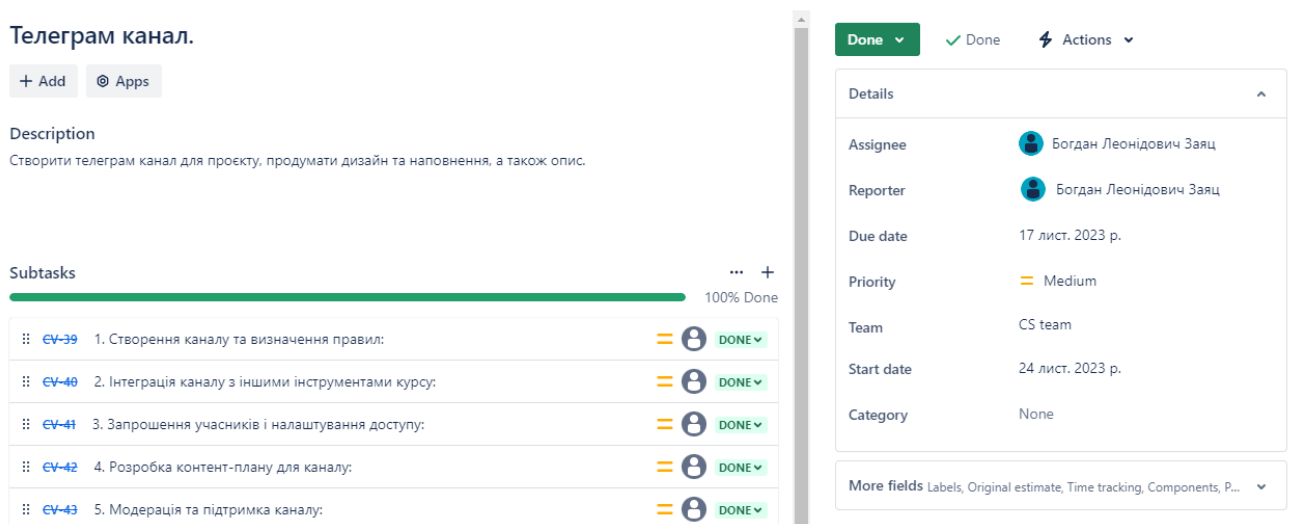 Телеграм канал.
+ Add
Apps
Description
Створити телеграм канал для проєкту, продумати дизайн та наповнення, а також опис.
Subtasks
100% Done
CV-39 1. Створення каналу та визначення правил: DONE
CV-40 2. Інтеграція каналу з іншими інструментами курсу: DONE
CV-41 3. Запрошення учасників і налаштування доступу: DONE
CV-42 4. Розробка контент-плану для каналу: DONE
CV-43 5. Модерація та підтримка каналу: DONE
Done
Done
Actions
Details
Assignee Богдан Леонідович Заяц
Reporter Богдан Леонідович Заяц
Due date 17 лист. 2023 р.
Priority Medium
Team CS team
Start date 24 лист. 2023 р.
Category None
More fields Labels, Original estimate, Time tracking, Components, P...